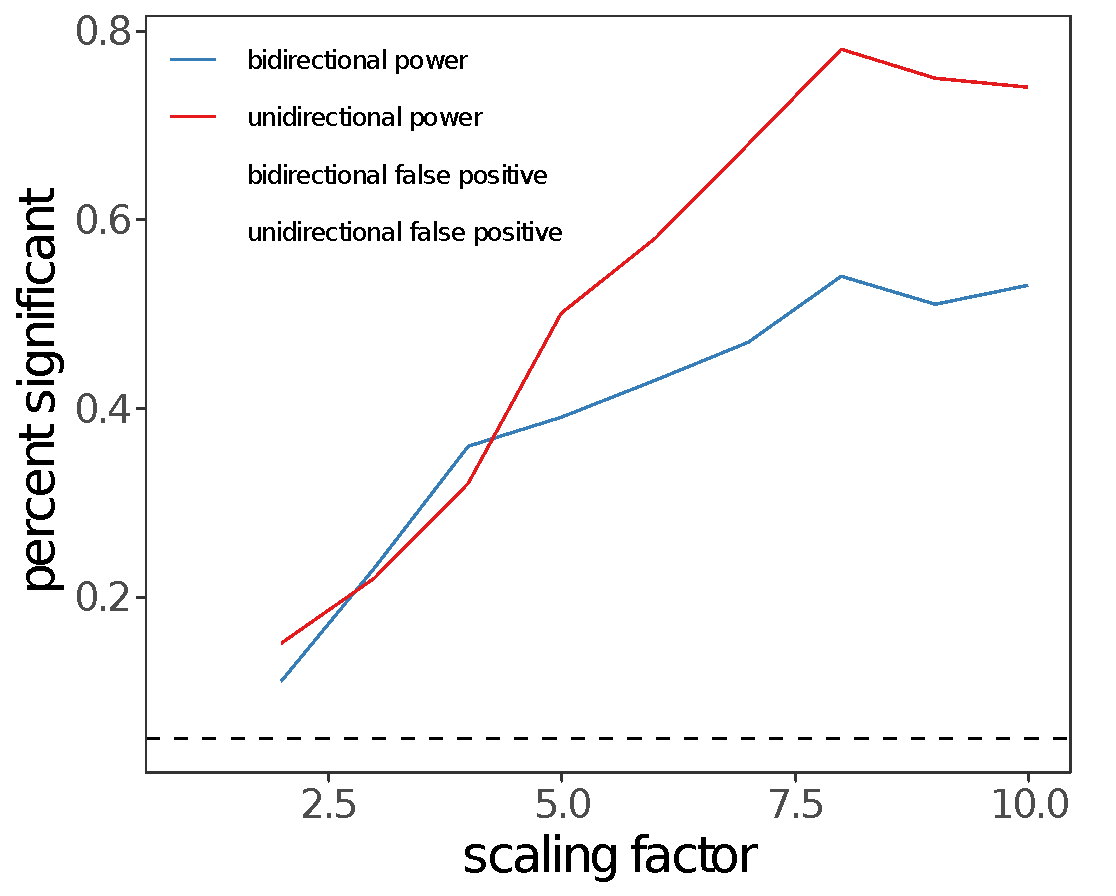 bidirectional power
unidirectional power
bidirectional false positive
unidirectional false positive
percent significant
0.8
0.6
0.4
0.2
2.5
5.0
7.5
10.0
scaling factor